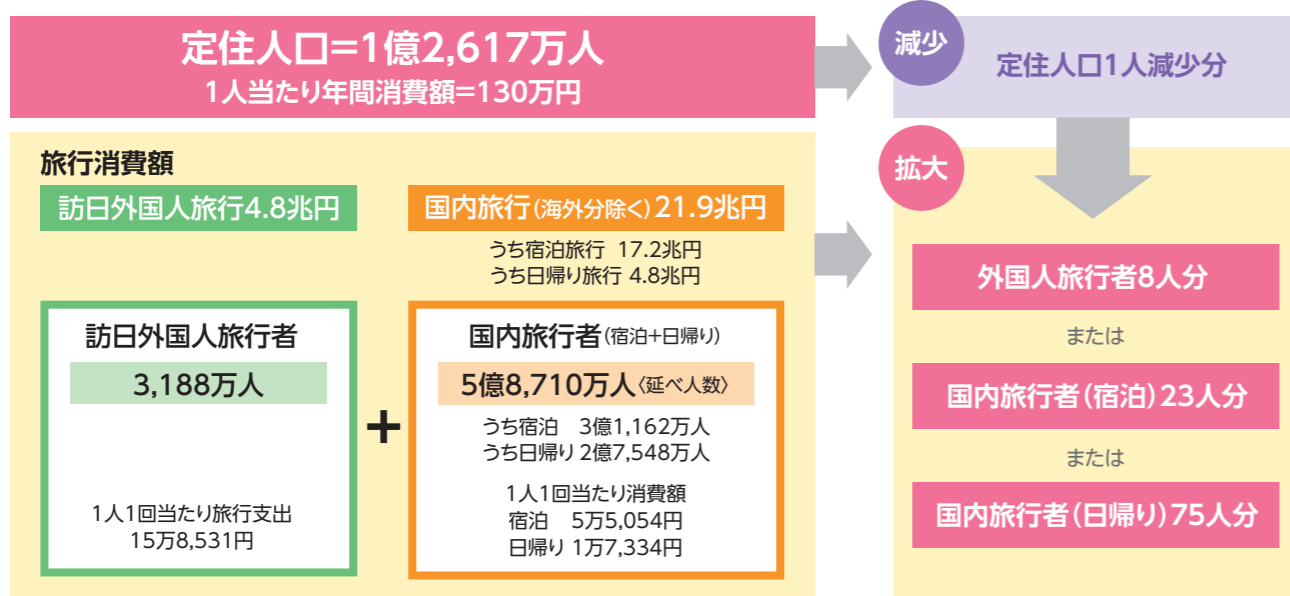 定住人口＝1億2,617万人
1人当たり年間消費額＝130万円
減少
定住人口1人減少分
旅行消費額
訪日外国人旅行4.8兆円
国内旅行（海外分除く）21.9兆円
うち宿泊旅行 17.2兆円
うち日帰り旅行 4.8兆円
訪日外国人旅行者
3,188万人
1人1回当たり旅行支出
15万8,531円
＋
国内旅行者（宿泊+日帰り）
5億8,710万人〈延べ人数〉
うち宿泊 3億1,162万人
うち日帰り 2億7,548万人
1人1回当たり消費額
宿泊 5万5,054円
日帰り 1万7,334円
拡大
外国人旅行者8人分
または
国内旅行者（宿泊）23人分
または
国内旅行者（日帰り）75人分